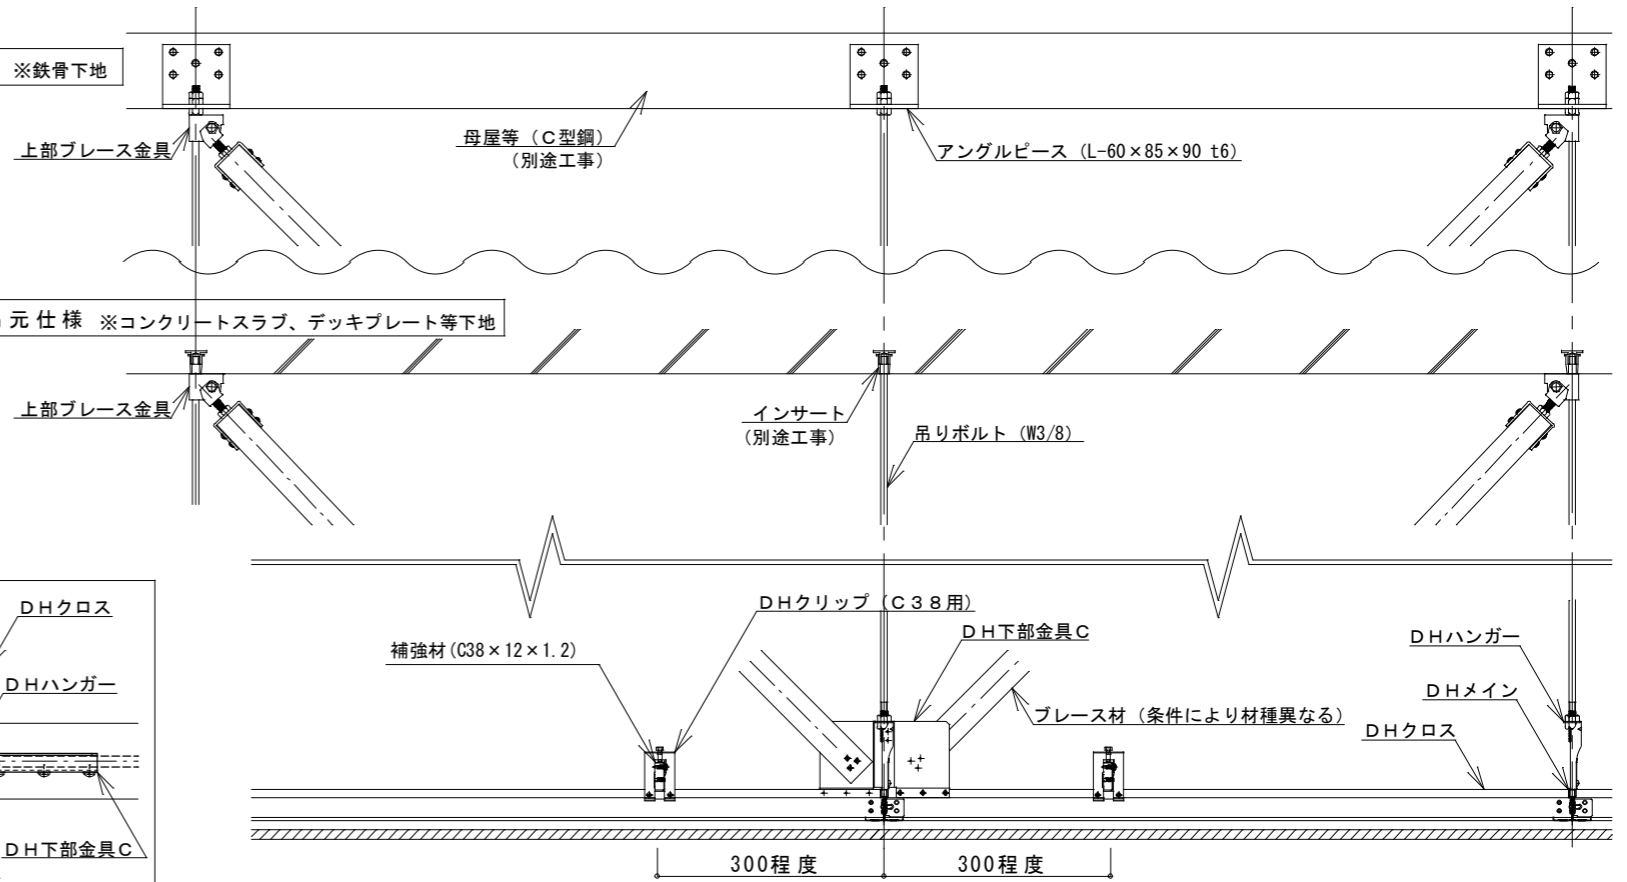 ※鉄骨下地
上部ブレース金具
母屋等（C型鋼）
（別途工事）
アングルピース（L-60×85×90 t6）
元仕様 ※コンクリートスラブ、デッキプレート等下地
上部ブレース金具
インサート
（別途工事）
吊りボルト（W3/8）
DHクロス
DHハンガー
DH下部金具C
DHクリップ（C38用）
補強材(C38×12×1.2)
DH下部金具C
ブレース材（条件により材種異なる）
DHハンガー
DHメイン
DHクロス
300程度
300程度